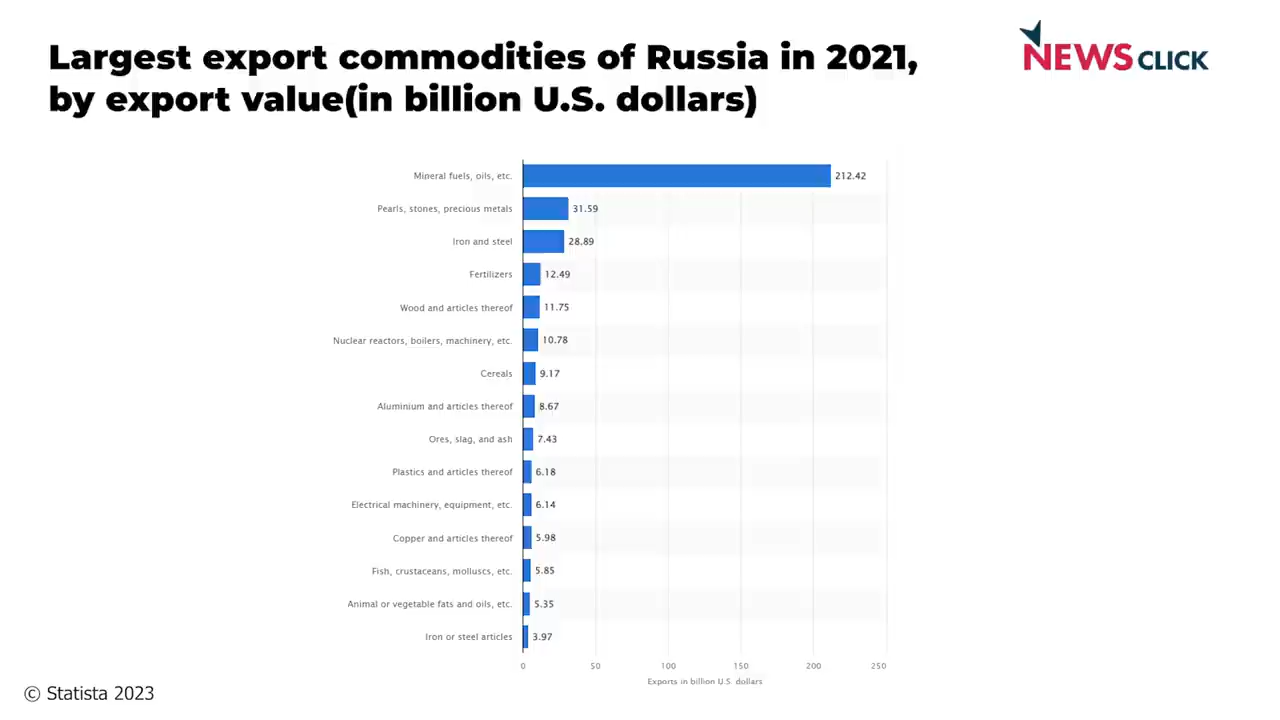 Largest export commodities of Russia in 2021,
by export value(in billion U.S. dollars)
NEWS CLICK
Mineral fuels, oils, etc. 212.42
Pearls, stones, precious metals 31.59
Iron and steel 28.89
Fertilizers 12.49
Wood and articles thereof 11.75
Nuclear reactors, boilers, machinery, etc. 10.78
Cereals 9.17
Aluminium and articles thereof 8.67
Ores, slag, and ash 7.43
Plastics and articles thereof 6.18
Electrical machinery, equipment, etc. 6.14
Copper and articles thereof 5.98
Fish, crustaceans, molluscs, etc. 5.85
Animal or vegetable fats and oils, etc. 5.35
Iron or steel articles 3.97
0 50 100 150 200 250
Exports in billion U.S. dollars
© Statista 2023